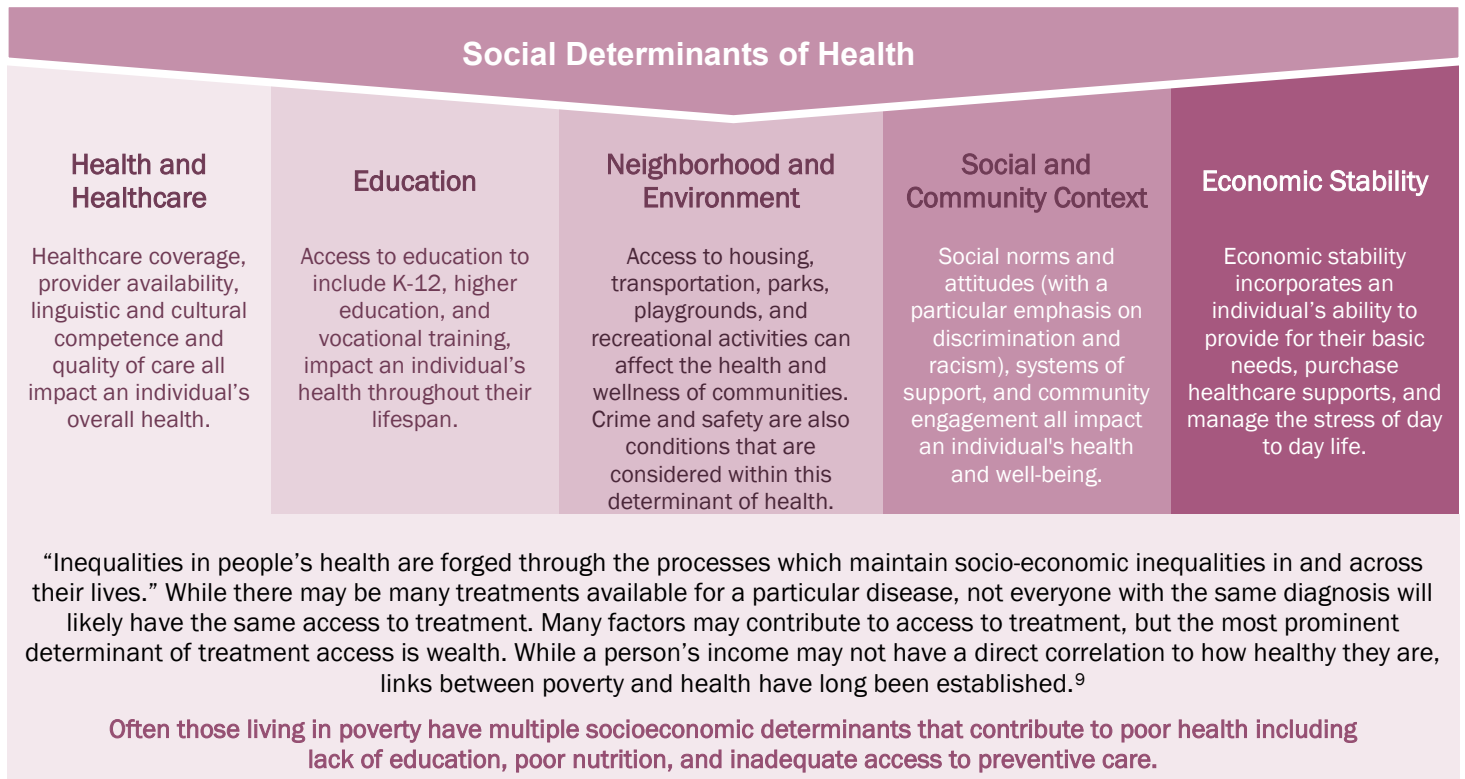 Social Determinants of Health
Health and
Healthcare
Healthcare coverage,
provider availability,
linguistic and cultural
competence and
quality of care all
impact an individual’s
overall health.
Education
Access to education to
include K-12, higher
education, and
vocational training,
impact an individual’s
health throughout their
lifespan.
Neighborhood and
Environment
Access to housing,
transportation, parks,
playgrounds, and
recreational activities can
affect the health and
wellness of communities.
Crime and safety are also
conditions that are
considered within this
determinant of health.
Social and
Community Context
Social norms and
attitudes (with a
particular emphasis on
discrimination and
racism), systems of
support, and community
engagement all impact
an individual's health
and well-being.
Economic Stability
Economic stability
incorporates an
individual’s ability to
provide for their basic
needs, purchase
healthcare supports, and
manage the stress of day
to day life.
“Inequalities in people’s health are forged through the processes which maintain socio-economic inequalities in and across
their lives.” While there may be many treatments available for a particular disease, not everyone with the same diagnosis will
likely have the same access to treatment. Many factors may contribute to access to treatment, but the most prominent
determinant of treatment access is wealth. While a person’s income may not have a direct correlation to how healthy they are,
links between poverty and health have long been established.⁹
Often those living in poverty have multiple socioeconomic determinants that contribute to poor health including
lack of education, poor nutrition, and inadequate access to preventive care.